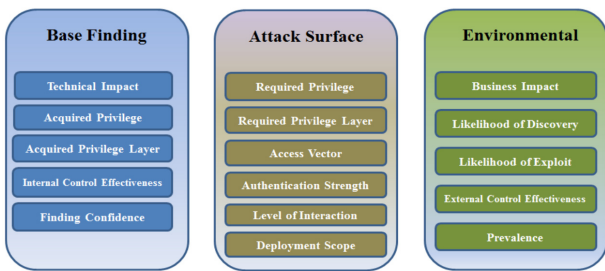 Base Finding
Technical Impact
Acquired Privilege
Acquired Privilege Layer
Internal Control Effectiveness
Finding Confidence
Attack Surface
Required Privilege
Required Privilege Layer
Access Vector
Authentication Strength
Level of Interaction
Deployment Scope
Environmental
Business Impact
Likelihood of Discovery
Likelihood of Exploit
External Control Effectiveness
Prevalence